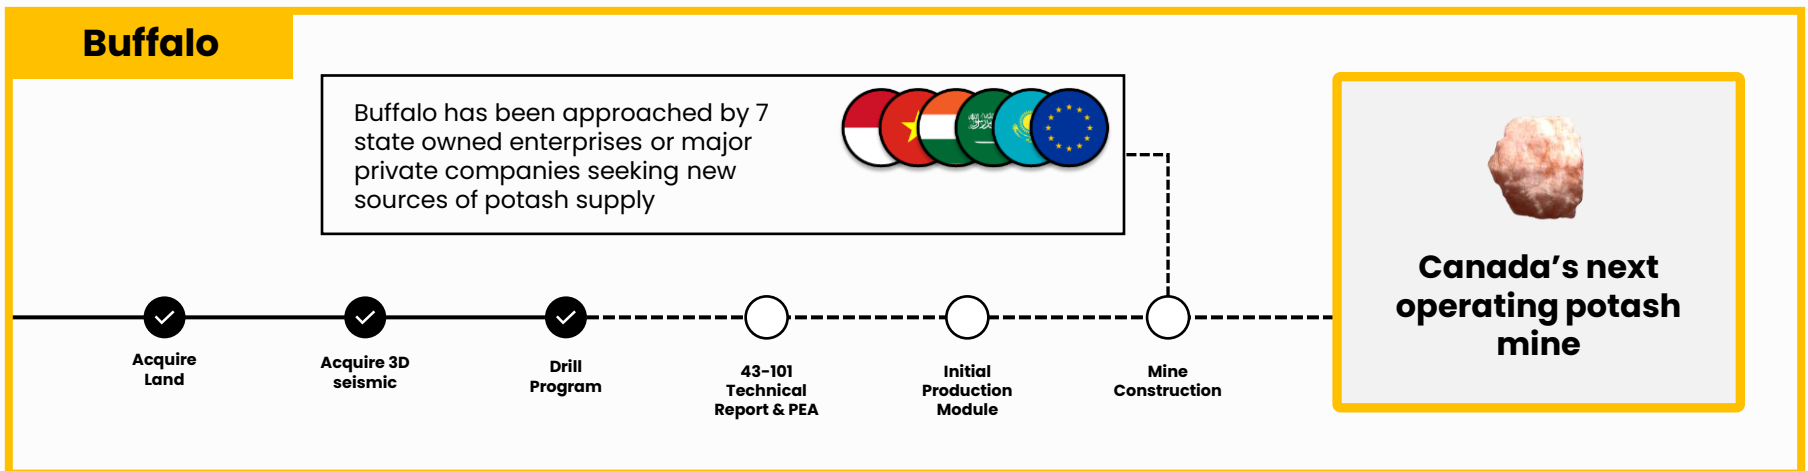 Buffalo
Buffalo has been approached by 7
state owned enterprises or major
private companies seeking new
sources of potash supply
Acquire
Land
Acquire 3D
seismic
Drill
Program
43-101
Technical
Report & PEA
Initial
Production
Module
Mine
Construction
Canada’s next
operating potash
mine